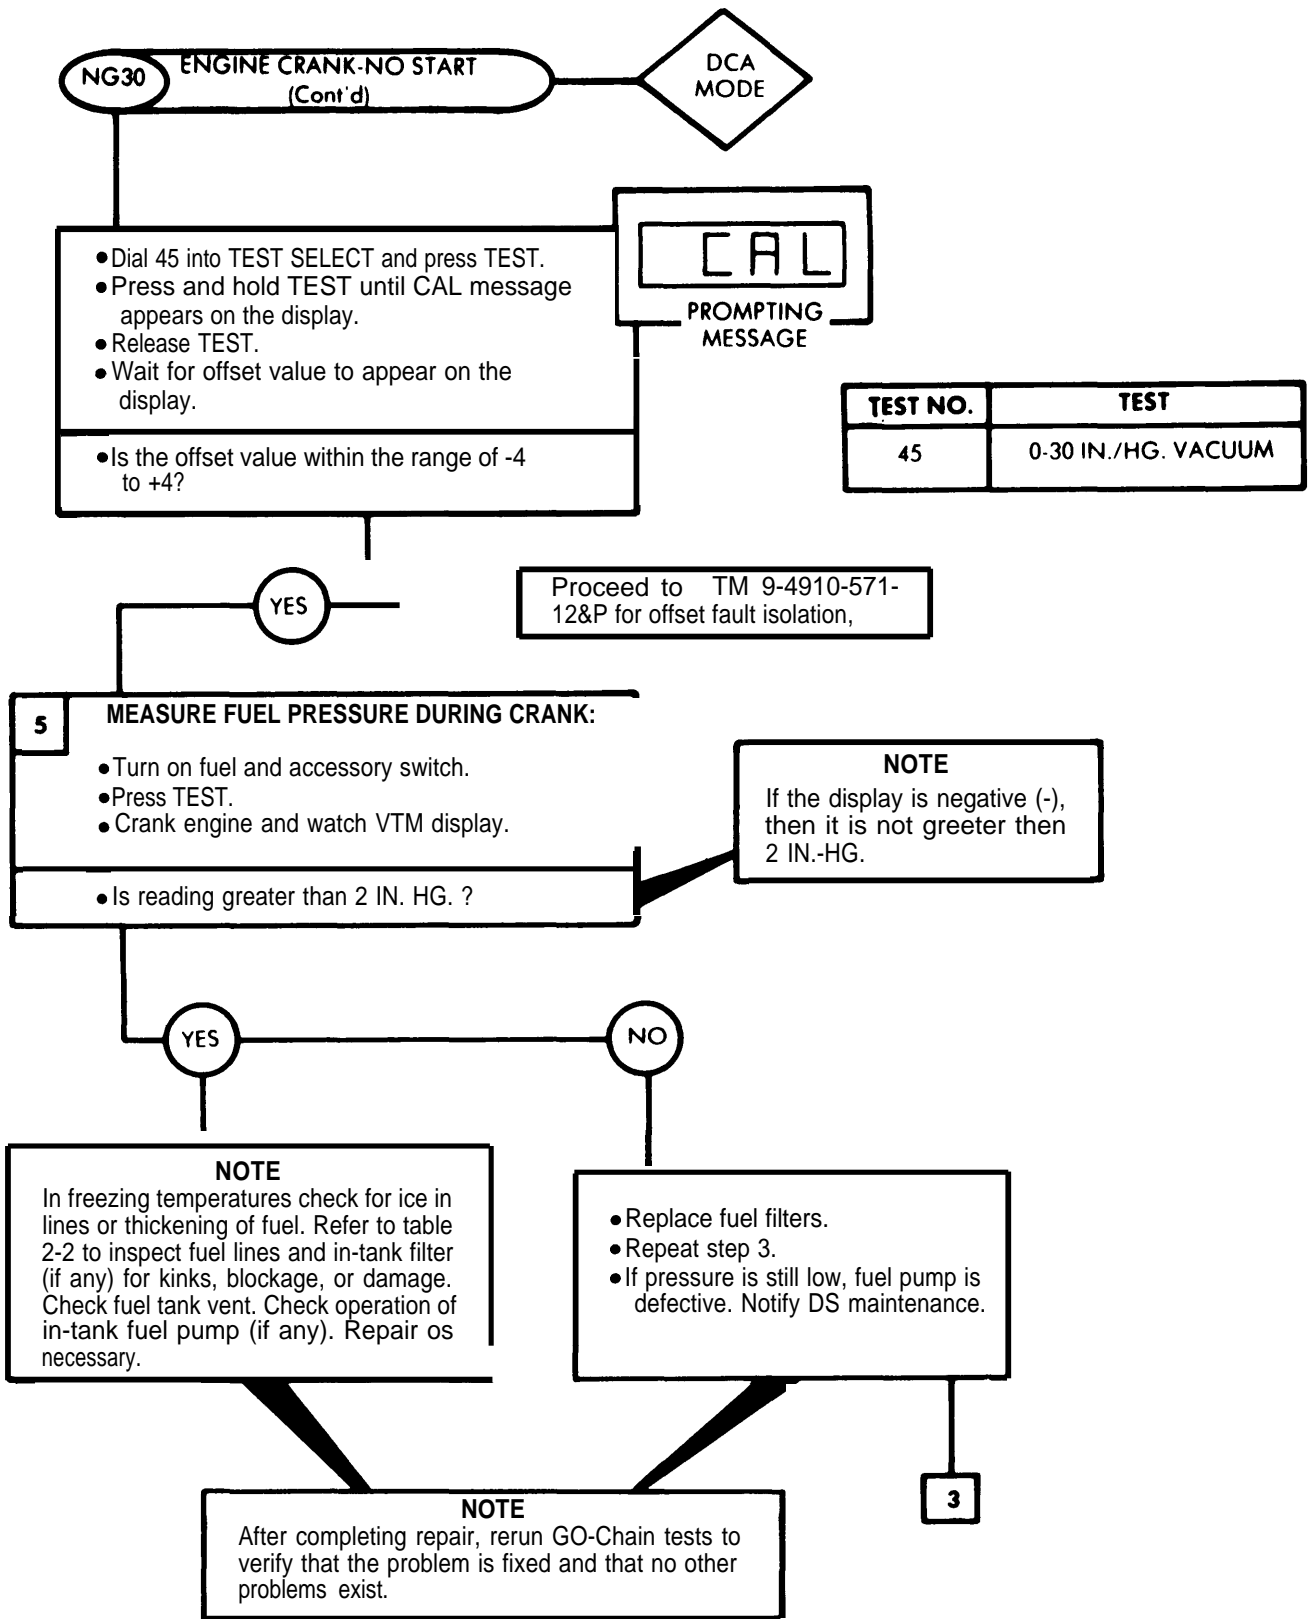 NG30
ENGINE CRANK-NO START
(Cont'd)
DCA
MODE
•Dial 45 into TEST SELECT and press TEST.
•Press and hold TEST until CAL message
appears on the display.
•Release TEST.
•Wait for offset value to appear on the
display.
•Is the offset value within the range of -4
to +4?
CAL
PROMPTING
MESSAGE
TEST NO. TEST
45 0-30 IN./HG. VACUUM
YES
Proceed to TM 9-4910-571-
12&P for offset fault isolation,
5
MEASURE FUEL PRESSURE DURING CRANK:
•Turn on fuel and accessory switch.
•Press TEST.
•Crank engine and watch VTM display.
•Is reading greater than 2 IN. HG. ?
NOTE
If the display is negative (-),
then it is not greeter then
2 IN.-HG.
YES
NO
NOTE
In freezing temperatures check for ice in
lines or thickening of fuel. Refer to table
2-2 to inspect fuel lines and in-tank filter
(if any) for kinks, blockage, or damage.
Check fuel tank vent. Check operation of
in-tank fuel pump (if any). Repair os
necessary.
•Replace fuel filters.
•Repeat step 3.
•If pressure is still low, fuel pump is
defective. Notify DS maintenance.
3
NOTE
After completing repair, rerun GO-Chain tests to
verify that the problem is fixed and that no other
problems exist.